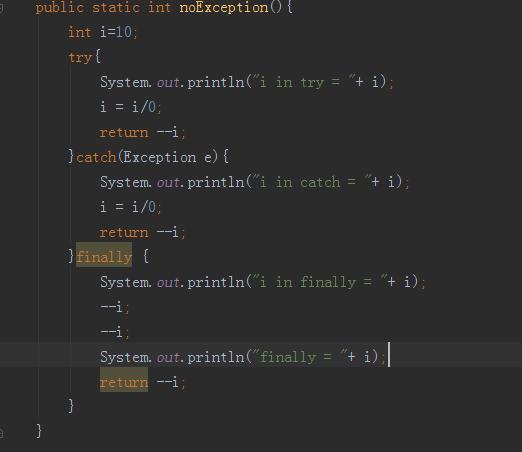 public static int noException(){
int i=10;
try{
System.out.println("i in try = "+ i);
i = i/0;
return --i;
}catch(Exception e){
System.out.println("i in catch = "+ i);
i = i/0;
return --i;
}finally {
System.out.println("i in finally = "+ i);
--i;
--i;
System.out.println("finally = "+ i);
return --i;
}
}